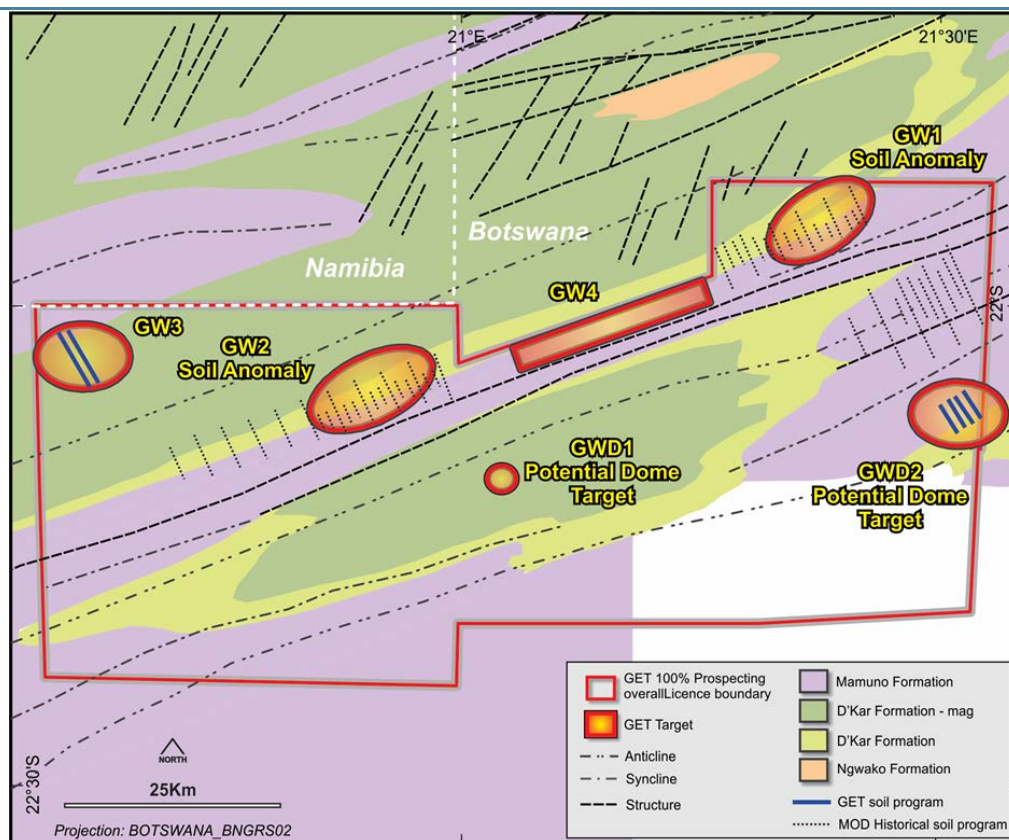 21°E
21°30'E
GW1
Soil Anomaly
Botswana
Namibia
GW4
22°S
GW3
GW2
Soil Anomaly
GWD1
Potential Dome
Target
GWD2
Potential Dome
Target
22°30'S
NORTH
25Km
Projection: BOTSWANA_BNGRS02
GET 100% Prospecting
overallLicence boundary
GET Target
Anticline
Syncline
Structure
Mamuno Formation
D'Kar Formation - mag
D'Kar Formation
Ngwako Formation
GET soil program
MOD Historical soil program